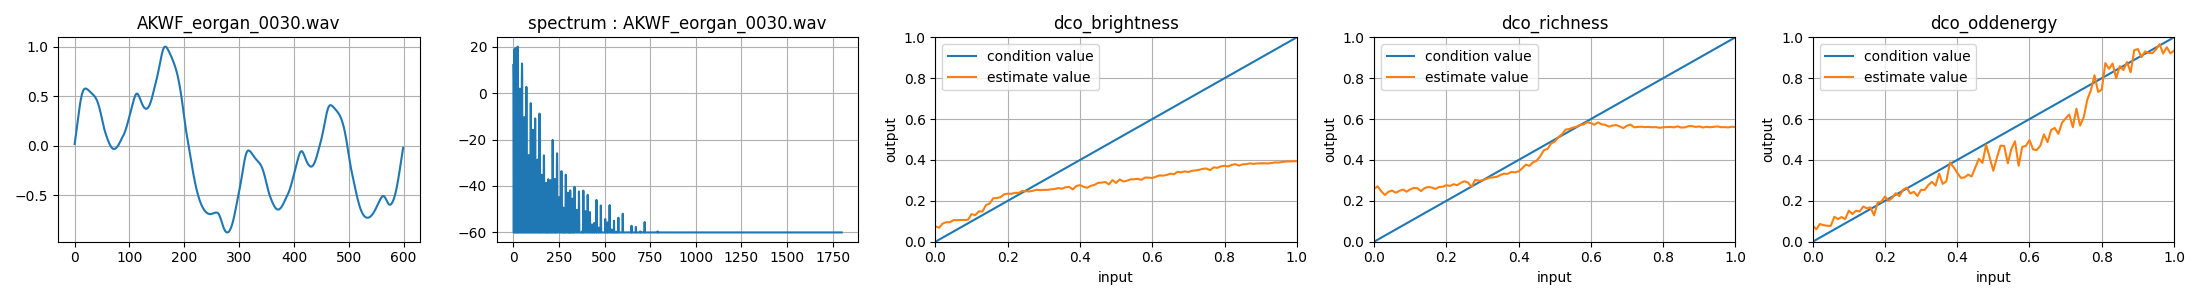 AKWF_eorgan_0030.wav
1.0
0.5
0.0
−0.5
0 100 200 300 400 500 600
spectrum : AKWF_eorgan_0030.wav
20
0
−20
−40
−60
0 250 500 750 1000 1250 1500 1750
dco_brightness
condition value
estimate value
output
1.0
0.8
0.6
0.4
0.2
0.0
0.0 0.2 0.4 0.6 0.8 1.0
input
dco_richness
condition value
estimate value
output
1.0
0.8
0.6
0.4
0.2
0.0
0.0 0.2 0.4 0.6 0.8 1.0
input
dco_oddenergy
condition value
estimate value
output
1.0
0.8
0.6
0.4
0.2
0.0
0.0 0.2 0.4 0.6 0.8 1.0
input